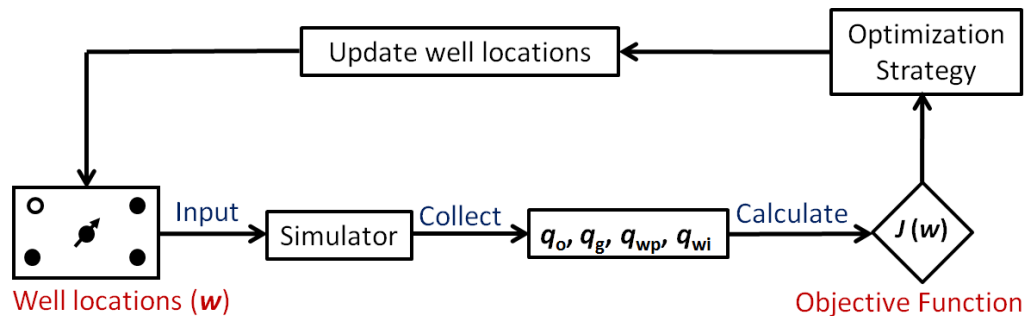 Update well locations
Optimization
Strategy
Input
Simulator
Collect
qo, qg, qwp, qwi
Calculate
J (w)
Well locations (w)
Objective Function